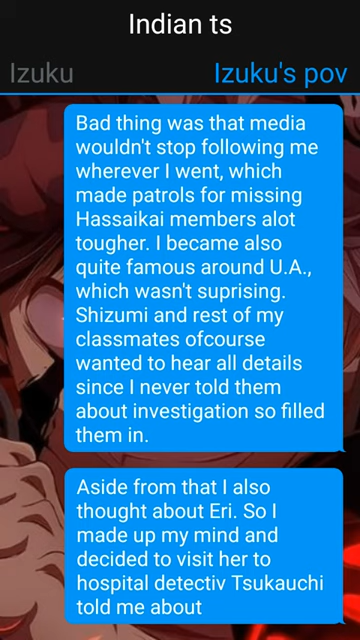 Indian ts
Izuku
Izuku's pov
Bad thing was that media
wouldn't stop following me
wherever I went, which
made patrols for missing
Hassaikai members alot
tougher. I became also
quite famous around U.A.,
which wasn't suprising.
Shizumi and rest of my
classmates ofcourse
wanted to hear all details
since I never told them
about investigation so filled
them in.
Aside from that I also
thought about Eri. So I
made up my mind and
decided to visit her to
hospital detectiv Tsukauchi
told me about